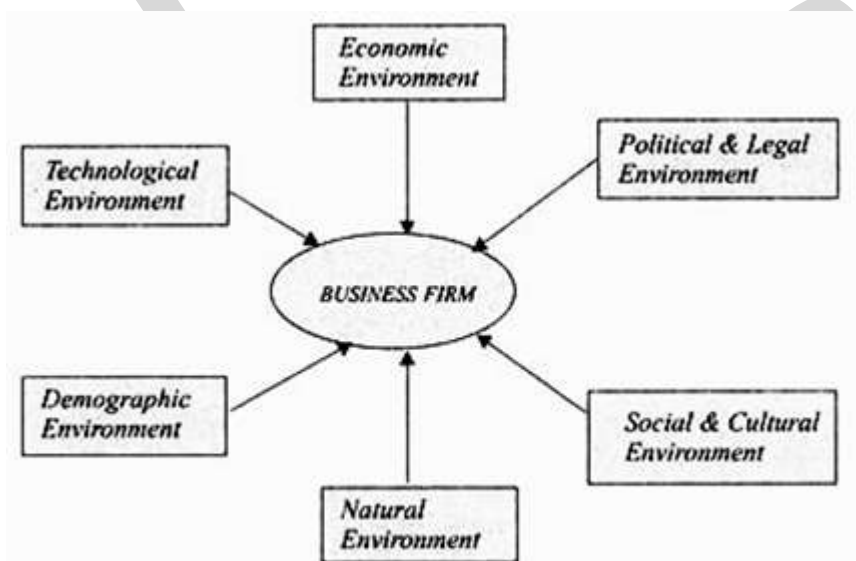 Economic
Environment
Political & Legal
Environment
Technological
Environment
BUSINESS FIRM
Demographic
Environment
Social & Cultural
Environment
Natural
Environment